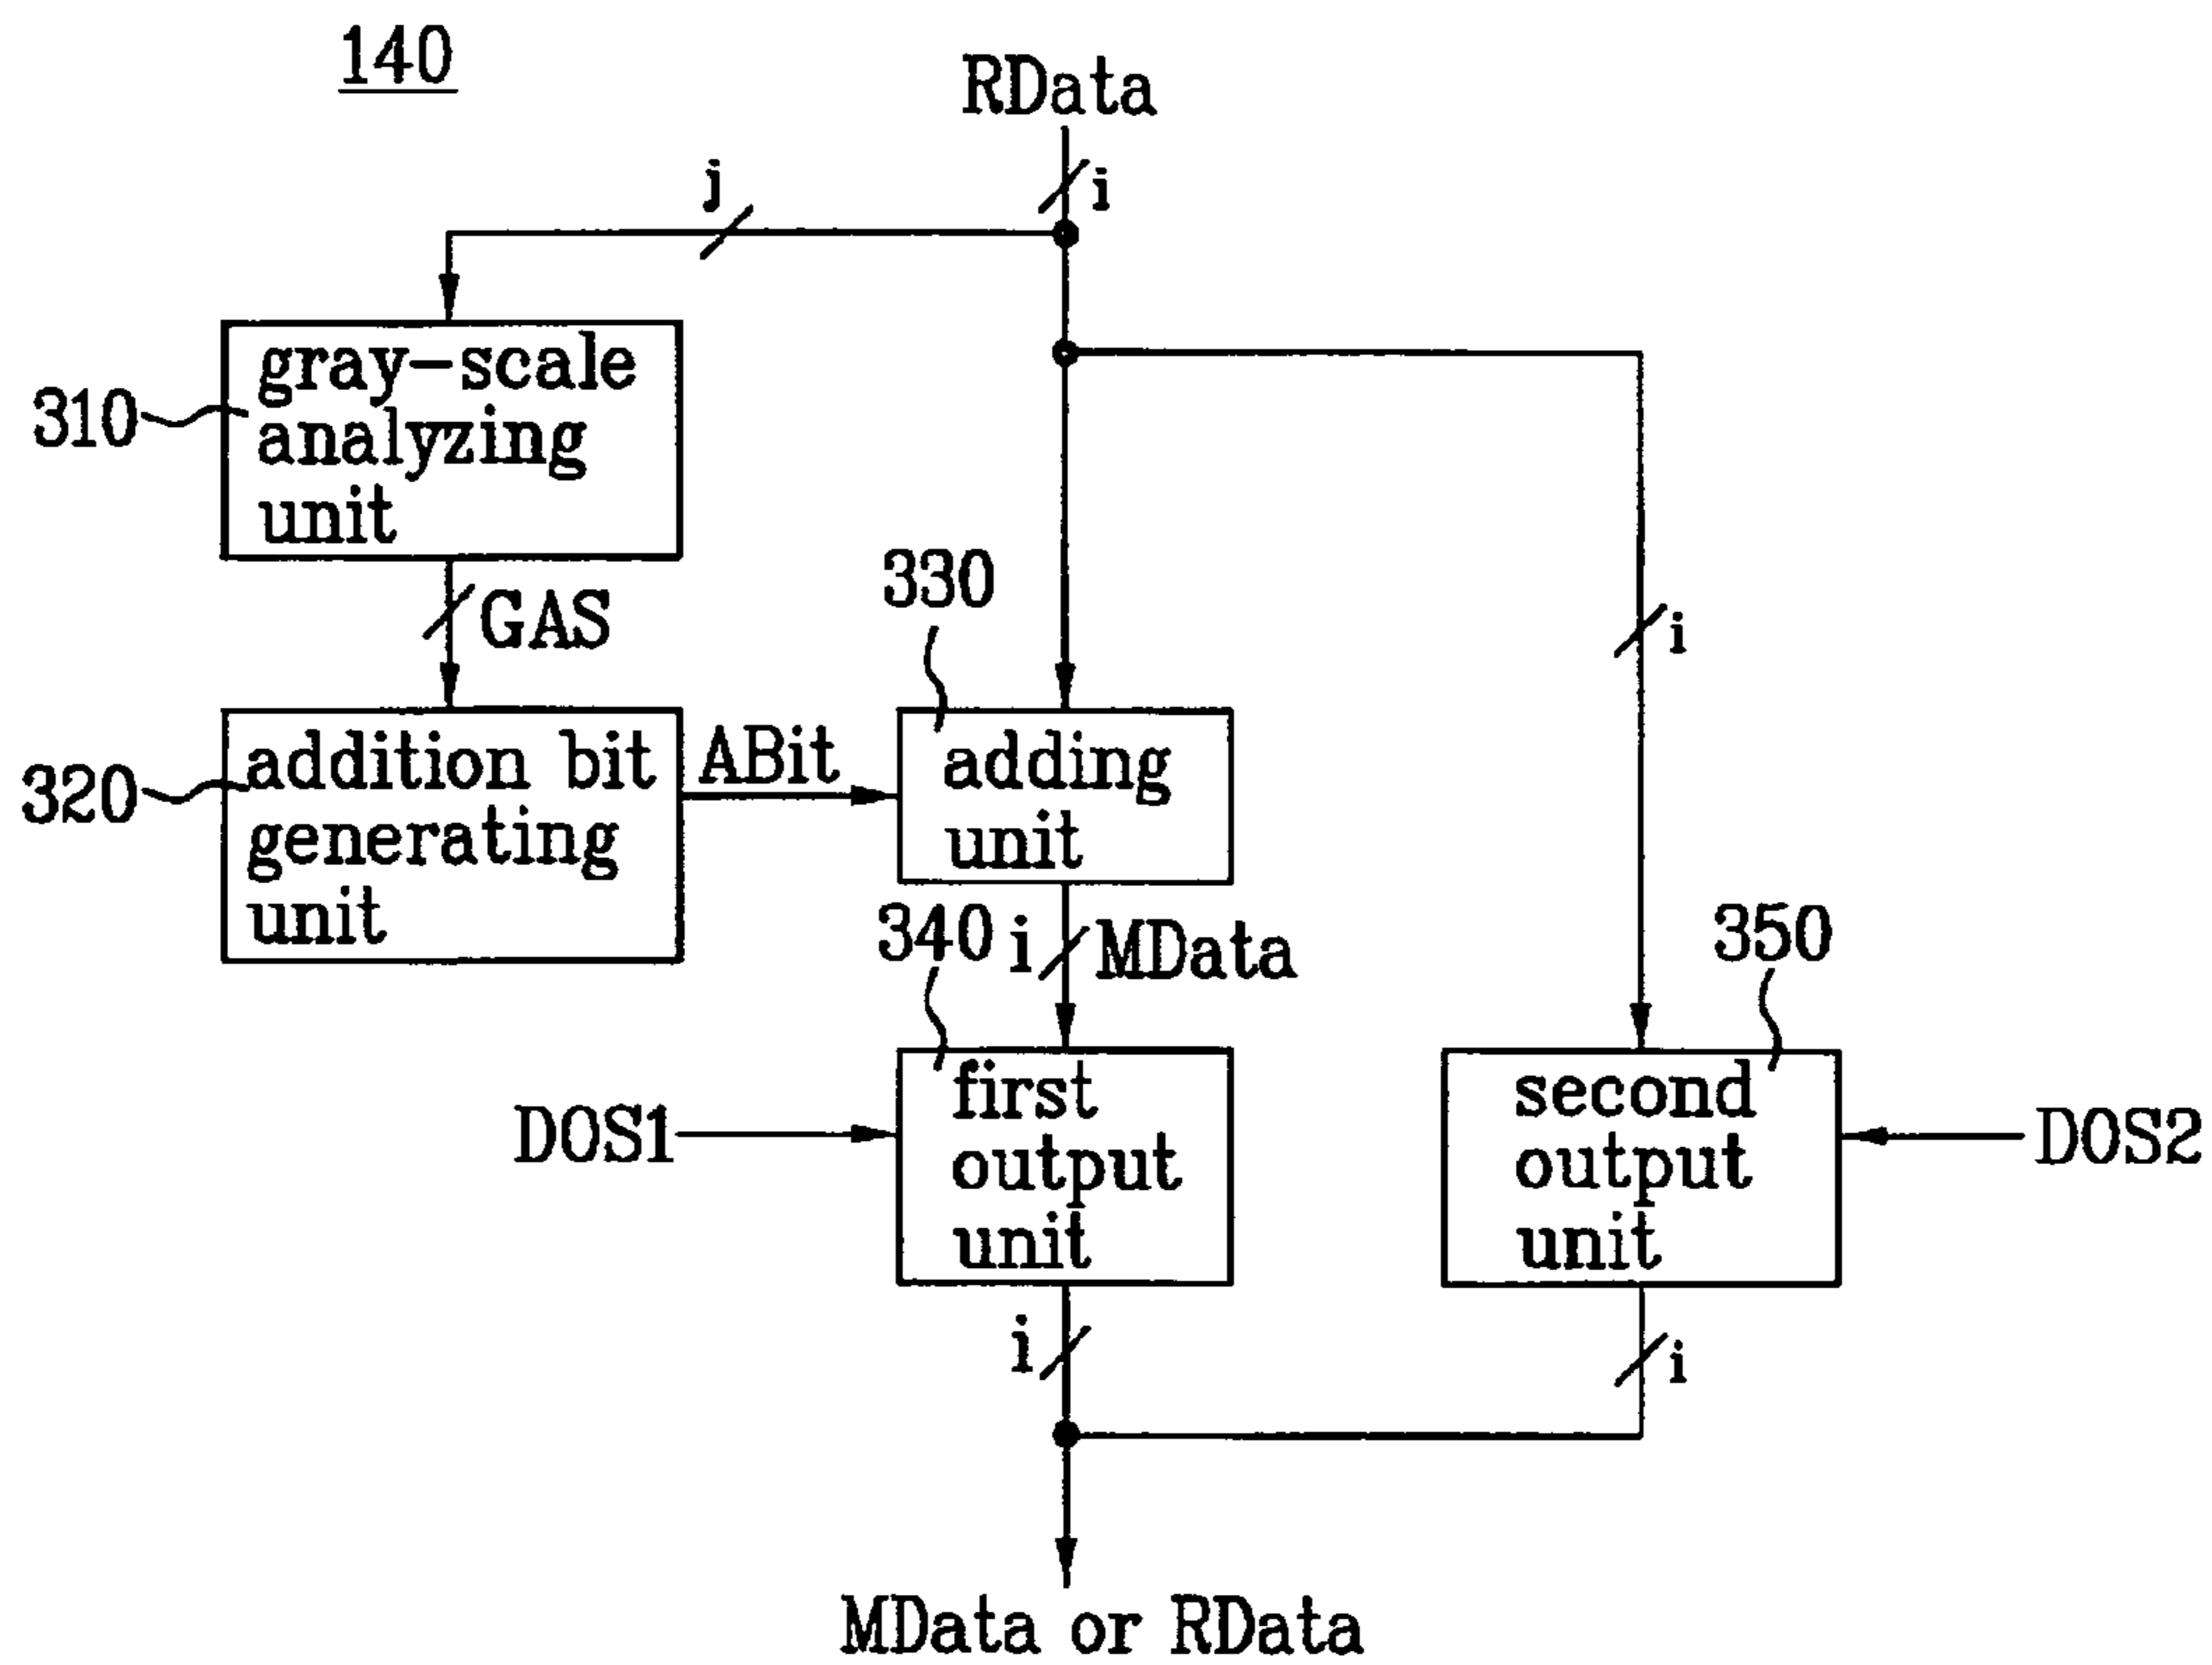 140
RData
j
i
gray-scale
analyzing
unit
310
GAS
330
i
addition bit
generating
unit
320
ABit
adding
unit
340
i
MData
350
DOS1
first
output
unit
second
output
unit
DOS2
i
i
MData or RData